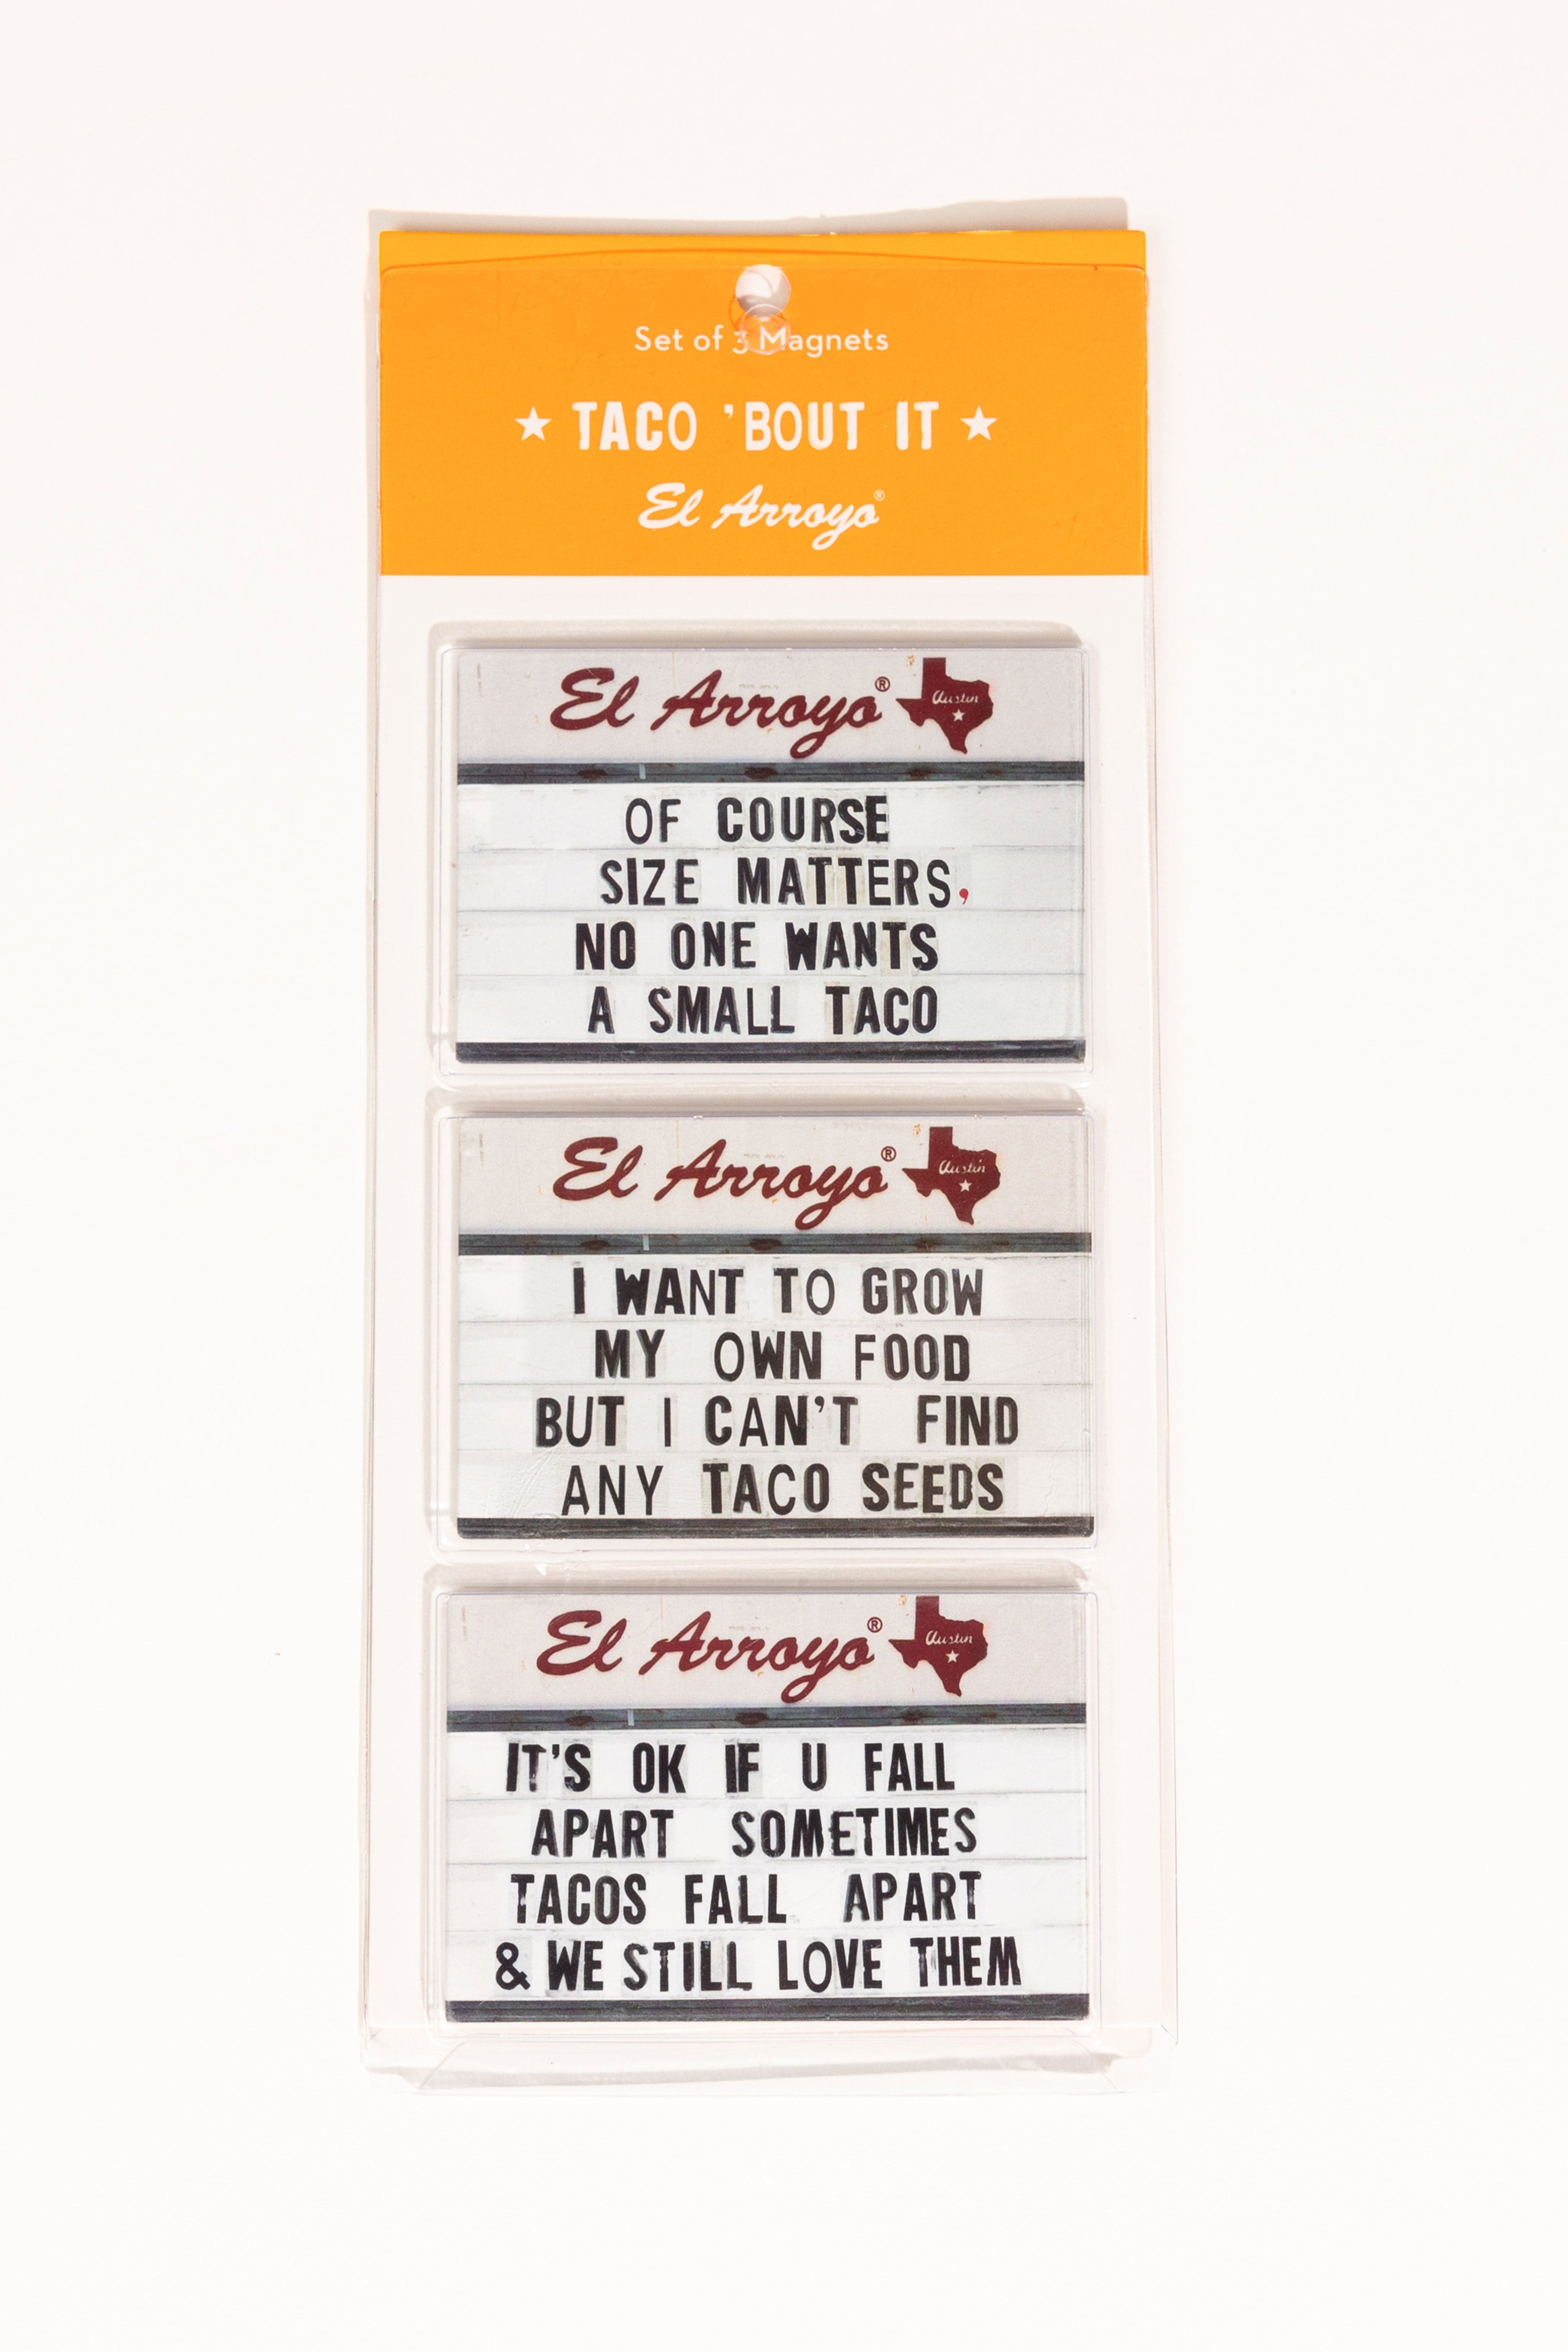 Set of 3 Magnets
★ TACO 'BOUT IT ★
El Arroyo®
El Arroyo® Austin
OF COURSE
SIZE MATTERS,
NO ONE WANTS
A SMALL TACO
El Arroyo® Austin
I WANT TO GROW
MY OWN FOOD
BUT I CAN'T FIND
ANY TACO SEEDS
El Arroyo® Austin
IT'S OK IF U FALL
APART SOMETIMES
TACOS FALL APART
& WE STILL LOVE THEM